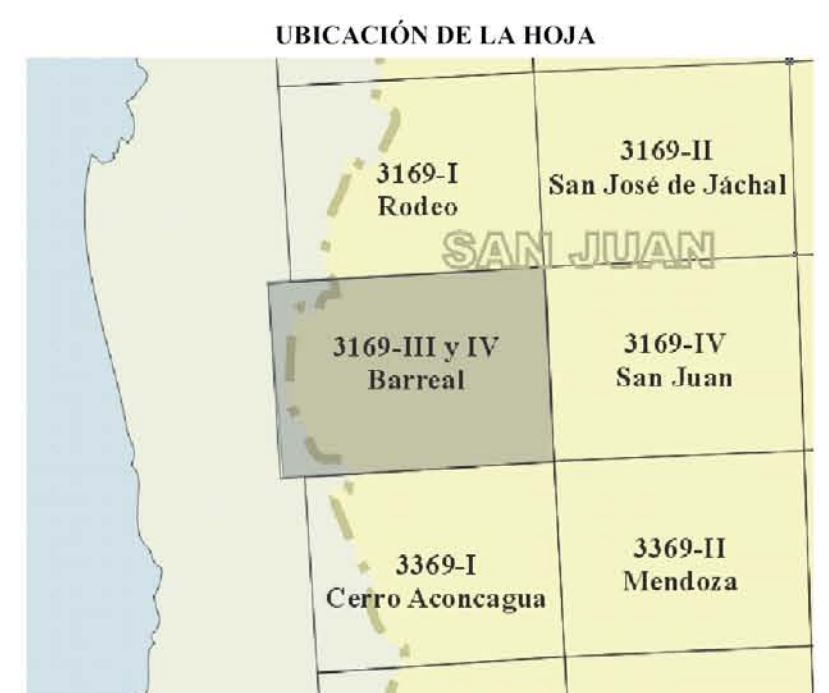 UBICACIÓN DE LA HOJA
3169-I
Rodeo
3169-II
San José de Jáchal
SAN JUAN
3169-III y IV
Barreal
3169-IV
San Juan
3369-I
Cerro Aconcagua
3369-II
Mendoza